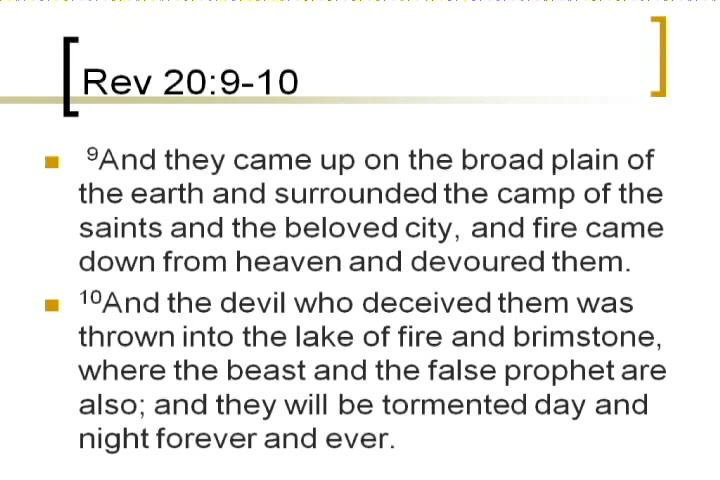 Rev 20:9-10
⁹And they came up on the broad plain of
the earth and surrounded the camp of the
saints and the beloved city, and fire came
down from heaven and devoured them.
¹⁰And the devil who deceived them was
thrown into the lake of fire and brimstone,
where the beast and the false prophet are
also; and they will be tormented day and
night forever and ever.